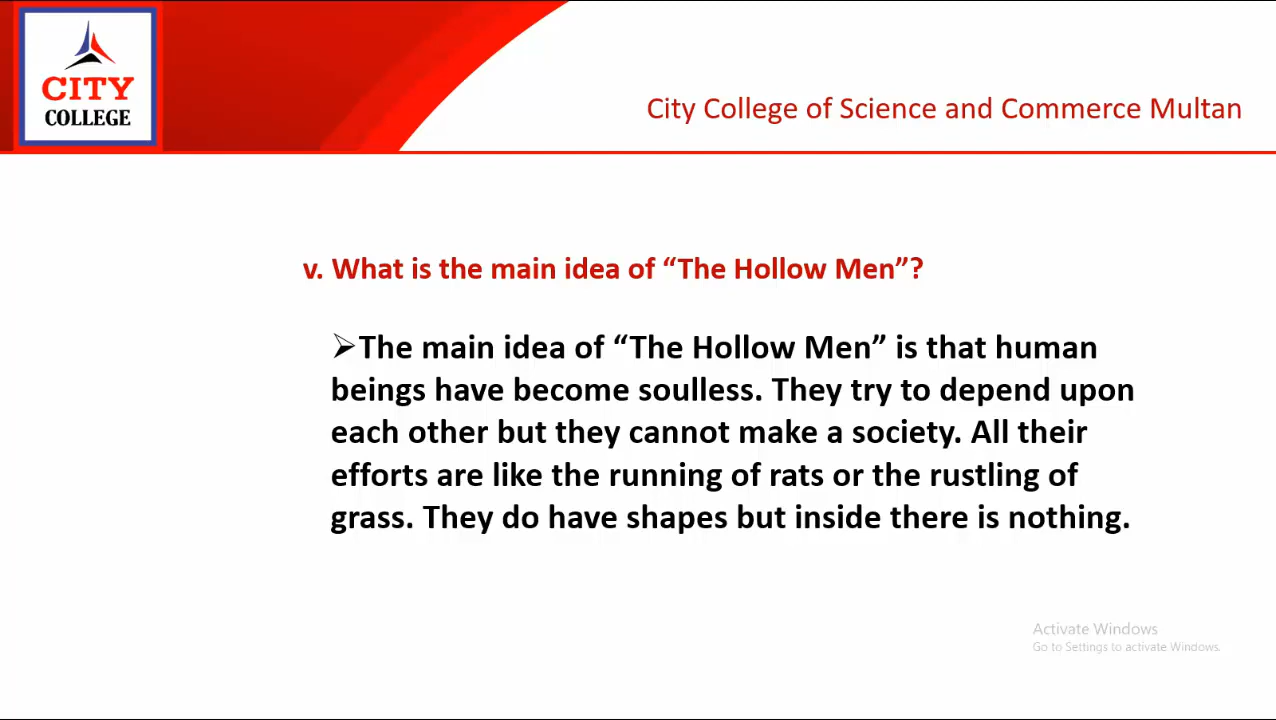 CITY
COLLEGE
City College of Science and Commerce Multan
v. What is the main idea of “The Hollow Men”?
➢The main idea of “The Hollow Men” is that human
beings have become soulless. They try to depend upon
each other but they cannot make a society. All their
efforts are like the running of rats or the rustling of
grass. They do have shapes but inside there is nothing.
Activate Windows
Go to Settings to activate Windows.